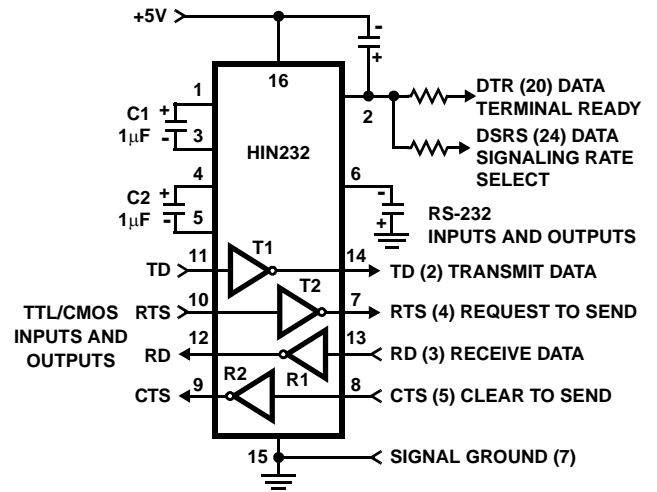 +5V
-
+
16
1
C1
1µF
+
-
3
2
DTR (20) DATA
TERMINAL READY
DSRS (24) DATA
SIGNALING RATE
SELECT
HIN232
4
C2
1µF
+
-
5
6
-
+
RS-232
INPUTS AND OUTPUTS
11
TD
T1
14
TD (2) TRANSMIT DATA
TTL/CMOS
INPUTS AND
OUTPUTS
10
RTS
T2
7
RTS (4) REQUEST TO SEND
12
RD
R1
13
RD (3) RECEIVE DATA
9
CTS
R2
8
CTS (5) CLEAR TO SEND
15
SIGNAL GROUND (7)